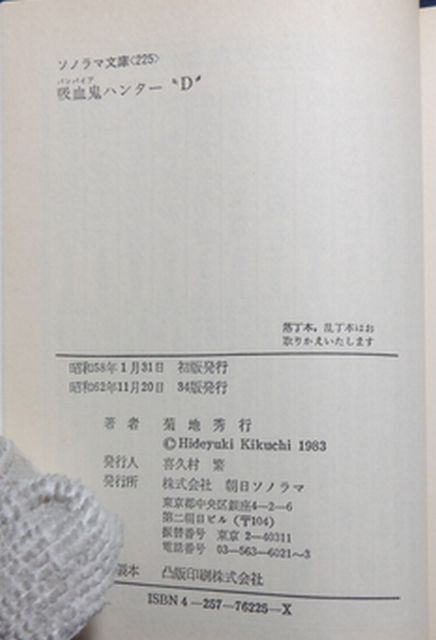 ソノラマ文庫〈225〉
バンパイア
吸血鬼ハンター〝D〟
落丁本，乱丁本はお
取りかえいたします
昭和58年1月31日 初版発行
昭和62年11月20日 34版発行
著者 菊地秀行
©Hideyuki Kikuchi 1983
発行人 喜久村 繁
発行所 株式会社 朝日ソノラマ
東京都中央区銀座4—2—6
第二朝日ビル（〒104）
振替番号 東京 2—40311
電話番号 03—563—6021〜3
製本 凸版印刷株式会社
ISBN4—257—76225—X